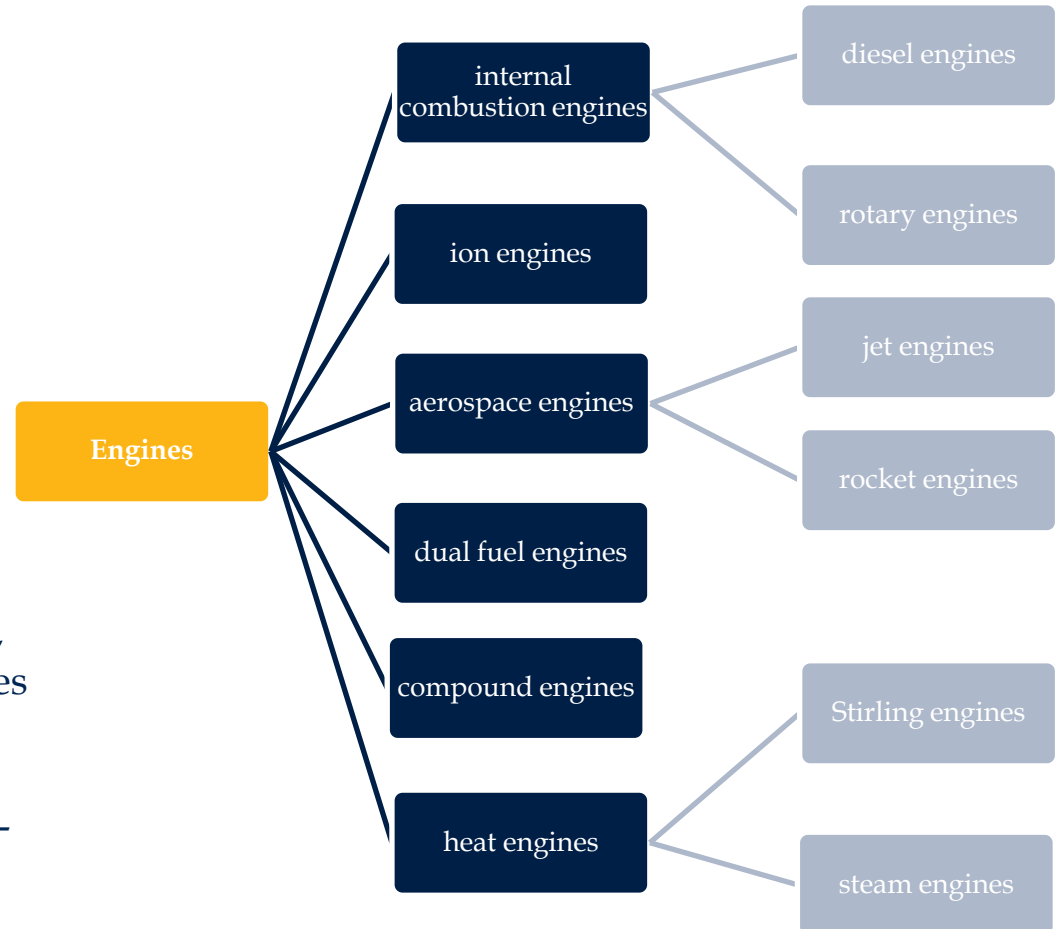 Engines
es
-
internal
combustion engines
ion engines
aerospace engines
dual fuel engines
compound engines
heat engines
diesel engines
rotary engines
jet engines
rocket engines
Stirling engines
steam engines